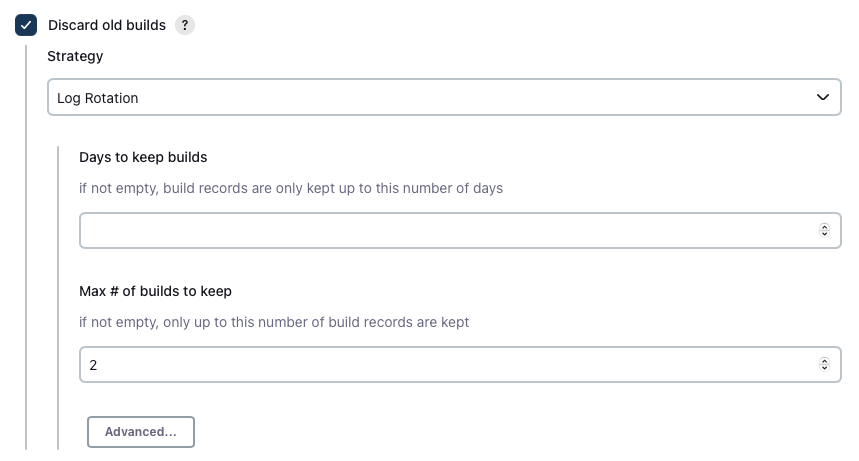 Discard old builds ?
Strategy
Log Rotation
Days to keep builds
if not empty, build records are only kept up to this number of days
Max # of builds to keep
if not empty, only up to this number of build records are kept
2
Advanced...